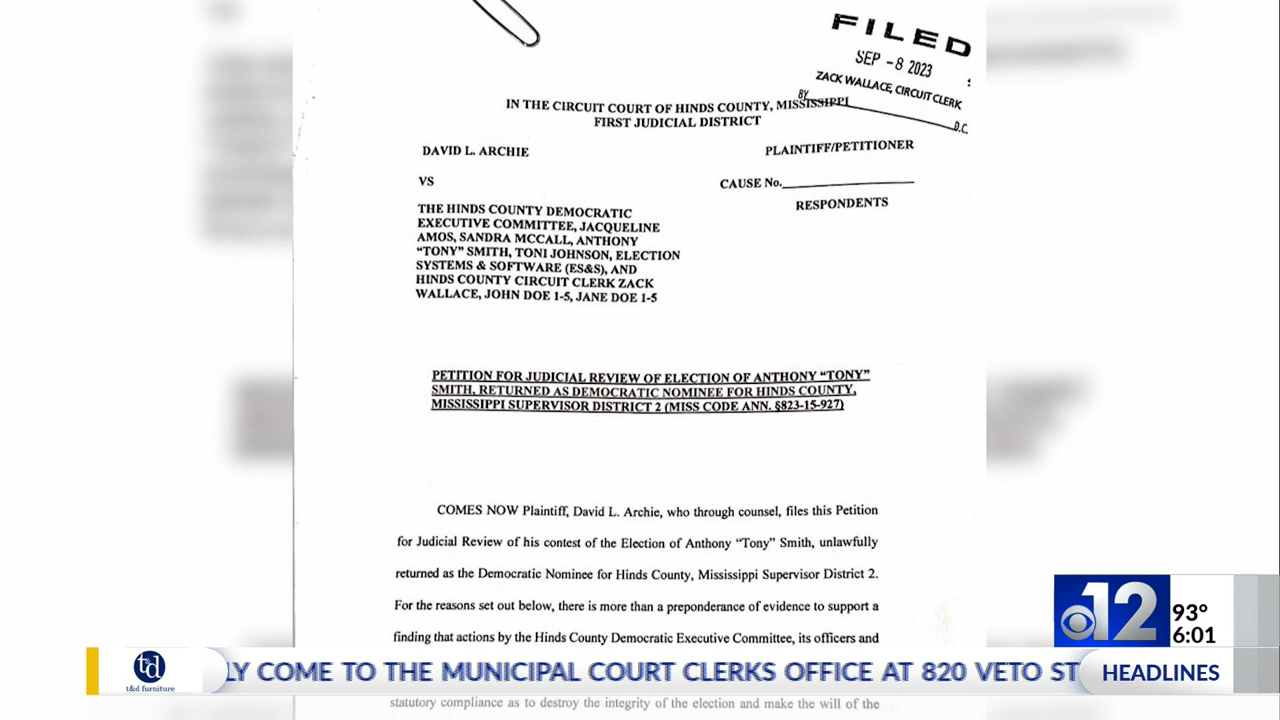 FILED
SEP - 8 2023
ZACK WALLACE, CIRCUIT CLERK
BY
D.C.
IN THE CIRCUIT COURT OF HINDS COUNTY, MISSISSIPPI
FIRST JUDICIAL DISTRICT
DAVID L. ARCHIE
PLAINTIFF/PETITIONER
VS
CAUSE No.
THE HINDS COUNTY DEMOCRATIC
RESPONDENTS
EXECUTIVE COMMITTEE, JACQUELINE
AMOS, SANDRA MCCALL, ANTHONY
“TONY” SMITH, TONI JOHNSON, ELECTION
SYSTEMS & SOFTWARE (ES&S), AND
HINDS COUNTY CIRCUIT CLERK ZACK
WALLACE, JOHN DOE 1-5, JANE DOE 1-5
PETITION FOR JUDICIAL REVIEW OF ELECTION OF ANTHONY “TONY”
SMITH, RETURNED AS DEMOCRATIC NOMINEE FOR HINDS COUNTY,
MISSISSIPPI SUPERVISOR DISTRICT 2 (MISS CODE ANN. §823-15-927)
COMES NOW Plaintiff, David L. Archie, who through counsel, files this Petition
for Judicial Review of his contest of the Election of Anthony “Tony” Smith, unlawfully
returned as the Democratic Nominee for Hinds County, Mississippi Supervisor District 2.
For the reasons set out below, there is more than a preponderance of evidence to support a
finding that actions by the Hinds County Democratic Executive Committee, its officers and
12
93°
6:01
t&d
t&d furniture
LY COME TO THE MUNICIPAL COURT CLERKS OFFICE AT 820 VETO ST
HEADLINES
statutory compliance as to destroy the integrity of the election and make the will of the